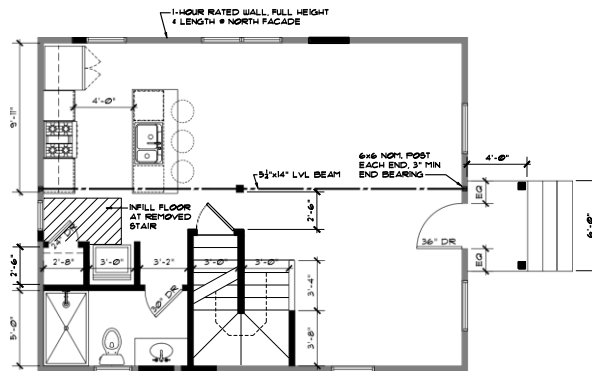 1-HOUR RATED WALL, FULL HEIGHT
& LENGTH @ NORTH FACADE
4'-0"
9'-11"
5¼"x14" LVL BEAM
6x6 NOM. POST
EACH END, 3" MIN
END BEARING
4'-0"
EQ
6'-0"
EQ
INFILL FLOOR
AT REMOVED
STAIR
2'-6"
36" DR
24" DR
2'-6"
2'-8"
3'-0"
3'-2"
3'-0"
3'-0"
3'-4"
30" DR
5'-0"
3'-8"